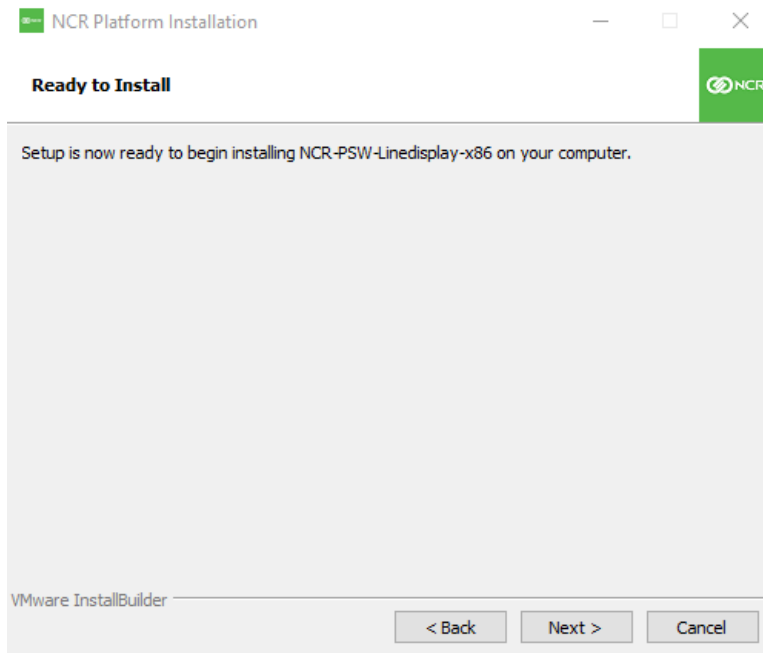 NCR Platform Installation
Ready to Install
NCR
Setup is now ready to begin installing NCR-PSW-Linedisplay-x86 on your computer.
VMware InstallBuilder
< Back Next > Cancel